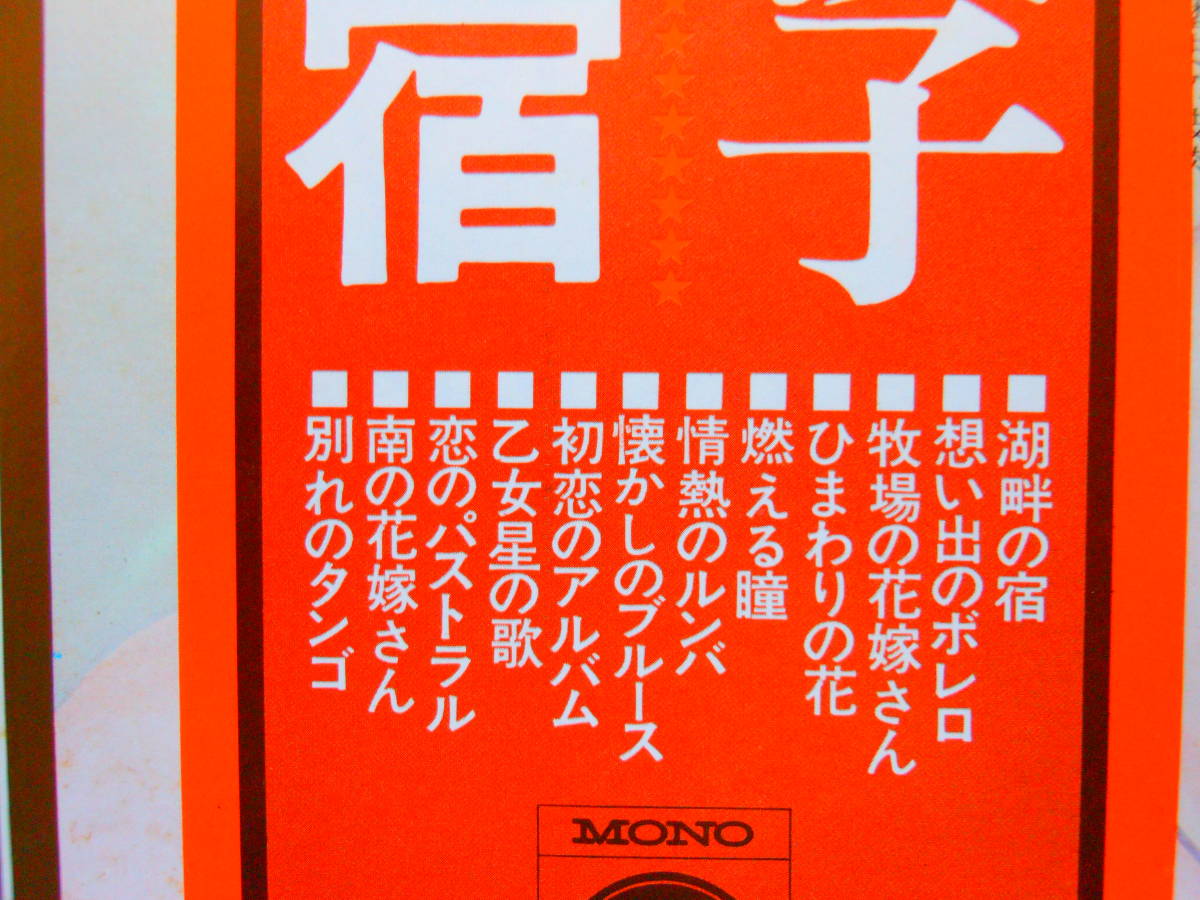 子
宿
湖畔の宿
想い出のボレロ
牧場の花嫁さん
ひまわりの花
燃える瞳
情熱のルンバ
懐かしのブルース
初恋のアルバム
乙女星の歌
恋のパストラル
南の花嫁さん
別れのタンゴ
MONO